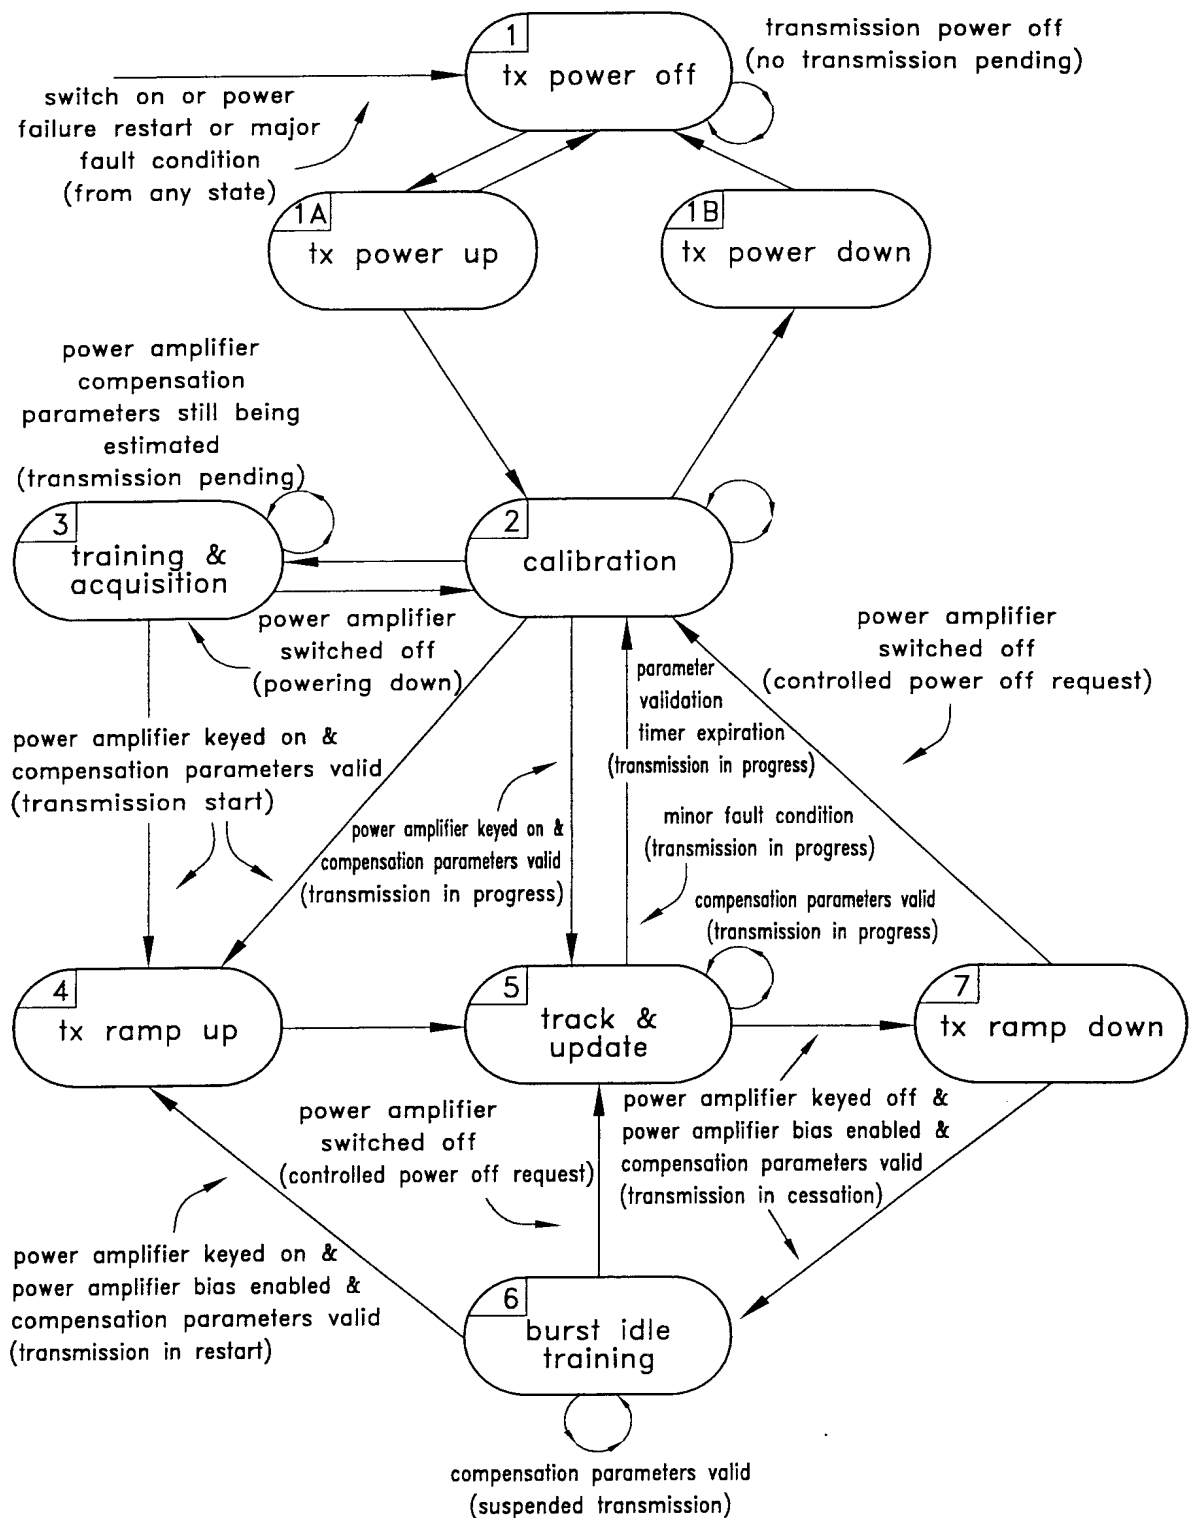 1
tx power off
transmission power off
(no transmission pending)
switch on or power
failure restart or major
fault condition
(from any state)
1A
tx power up
1B
tx power down
power amplifier
compensation
parameters still being
estimated
(transmission pending)
3
training &
acquisition
2
calibration
power amplifier
switched off
(powering down)
power amplifier
switched off
(controlled power off request)
parameter
validation
timer expiration
(transmission in progress)
power amplifier keyed on &
compensation parameters valid
(transmission start)
power amplifier keyed on &
compensation parameters valid
(transmission in progress)
minor fault condition
(transmission in progress)
compensation parameters valid
(transmission in progress)
4
tx ramp up
5
track &
update
7
tx ramp down
power amplifier
switched off
(controlled power off request)
power amplifier keyed off &
power amplifier bias enabled &
compensation parameters valid
(transmission in cessation)
power amplifier keyed on &
power amplifier bias enabled &
compensation parameters valid
(transmission in restart)
6
burst idle
training
compensation parameters valid
(suspended transmission)